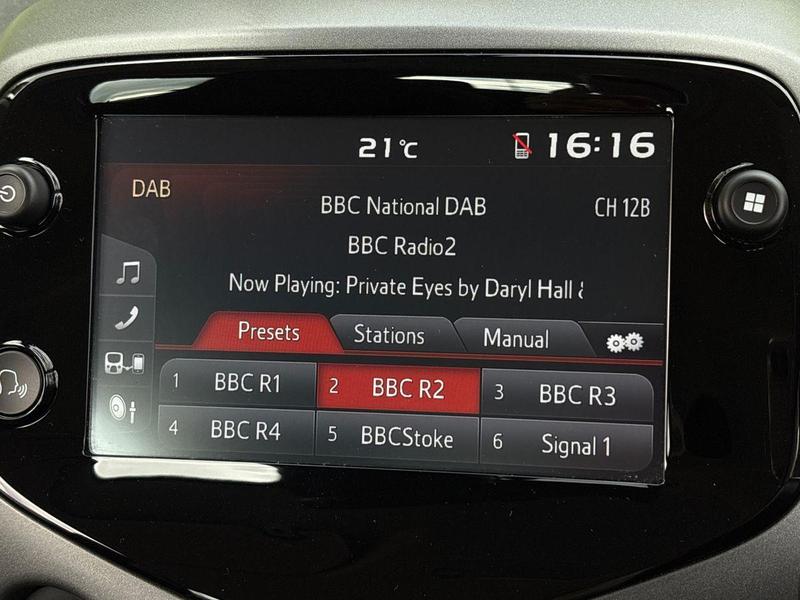 21°C 16:16
DAB BBC National DAB CH 12B
BBC Radio2
Now Playing: Private Eyes by Daryl Hall &
Presets Stations Manual
1 BBC R1 2 BBC R2 3 BBC R3
4 BBC R4 5 BBCStoke 6 Signal 1